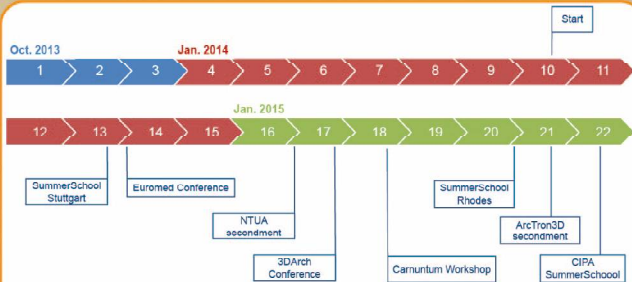 Start
Oct. 2013
Jan. 2014
1 2 3 4 5 6 7 8 9 10 11
Jan. 2015
12 13 14 15 16 17 18 19 20 21 22
SummerSchool
Stuttgart
Euromed Conference
SummerSchool
Rhodes
NTUA
secondment
ArcTron3D
secondment
3DArch
Conference
Carnuntum Workshop
CIPA
SummerSchoool